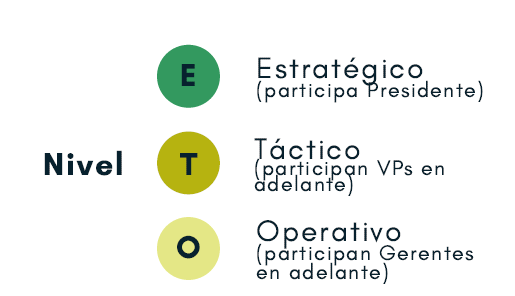 E
Estratégico
(participa Presidente)
Nivel
T
Táctico
(participan VPs en
adelante)
O
Operativo
(participan Gerentes
en adelante)